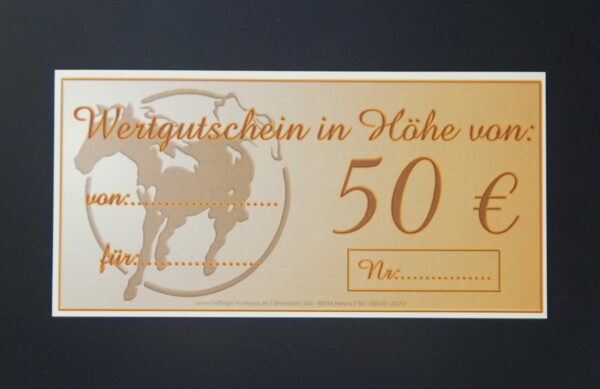 Wertgutschein in Höhe von:
50 €
von:......................
für:..................
Nr:...............